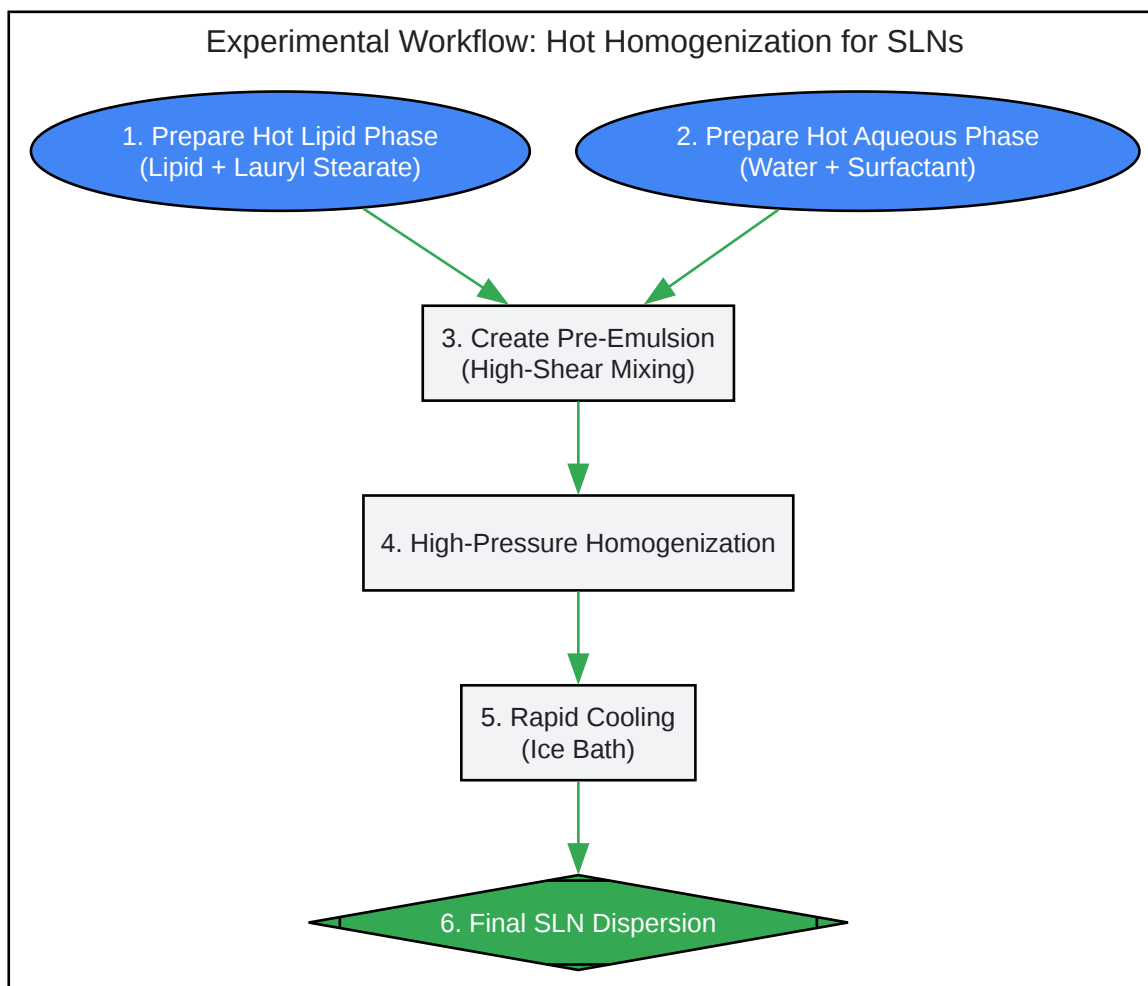 Experimental Workflow: Hot Homogenization for SLNs
1. Prepare Hot Lipid Phase
(Lipid + Lauryl Stearate)
2. Prepare Hot Aqueous Phase
(Water + Surfactant)
3. Create Pre-Emulsion
(High-Shear Mixing)
4. High-Pressure Homogenization
5. Rapid Cooling
(Ice Bath)
6. Final SLN Dispersion